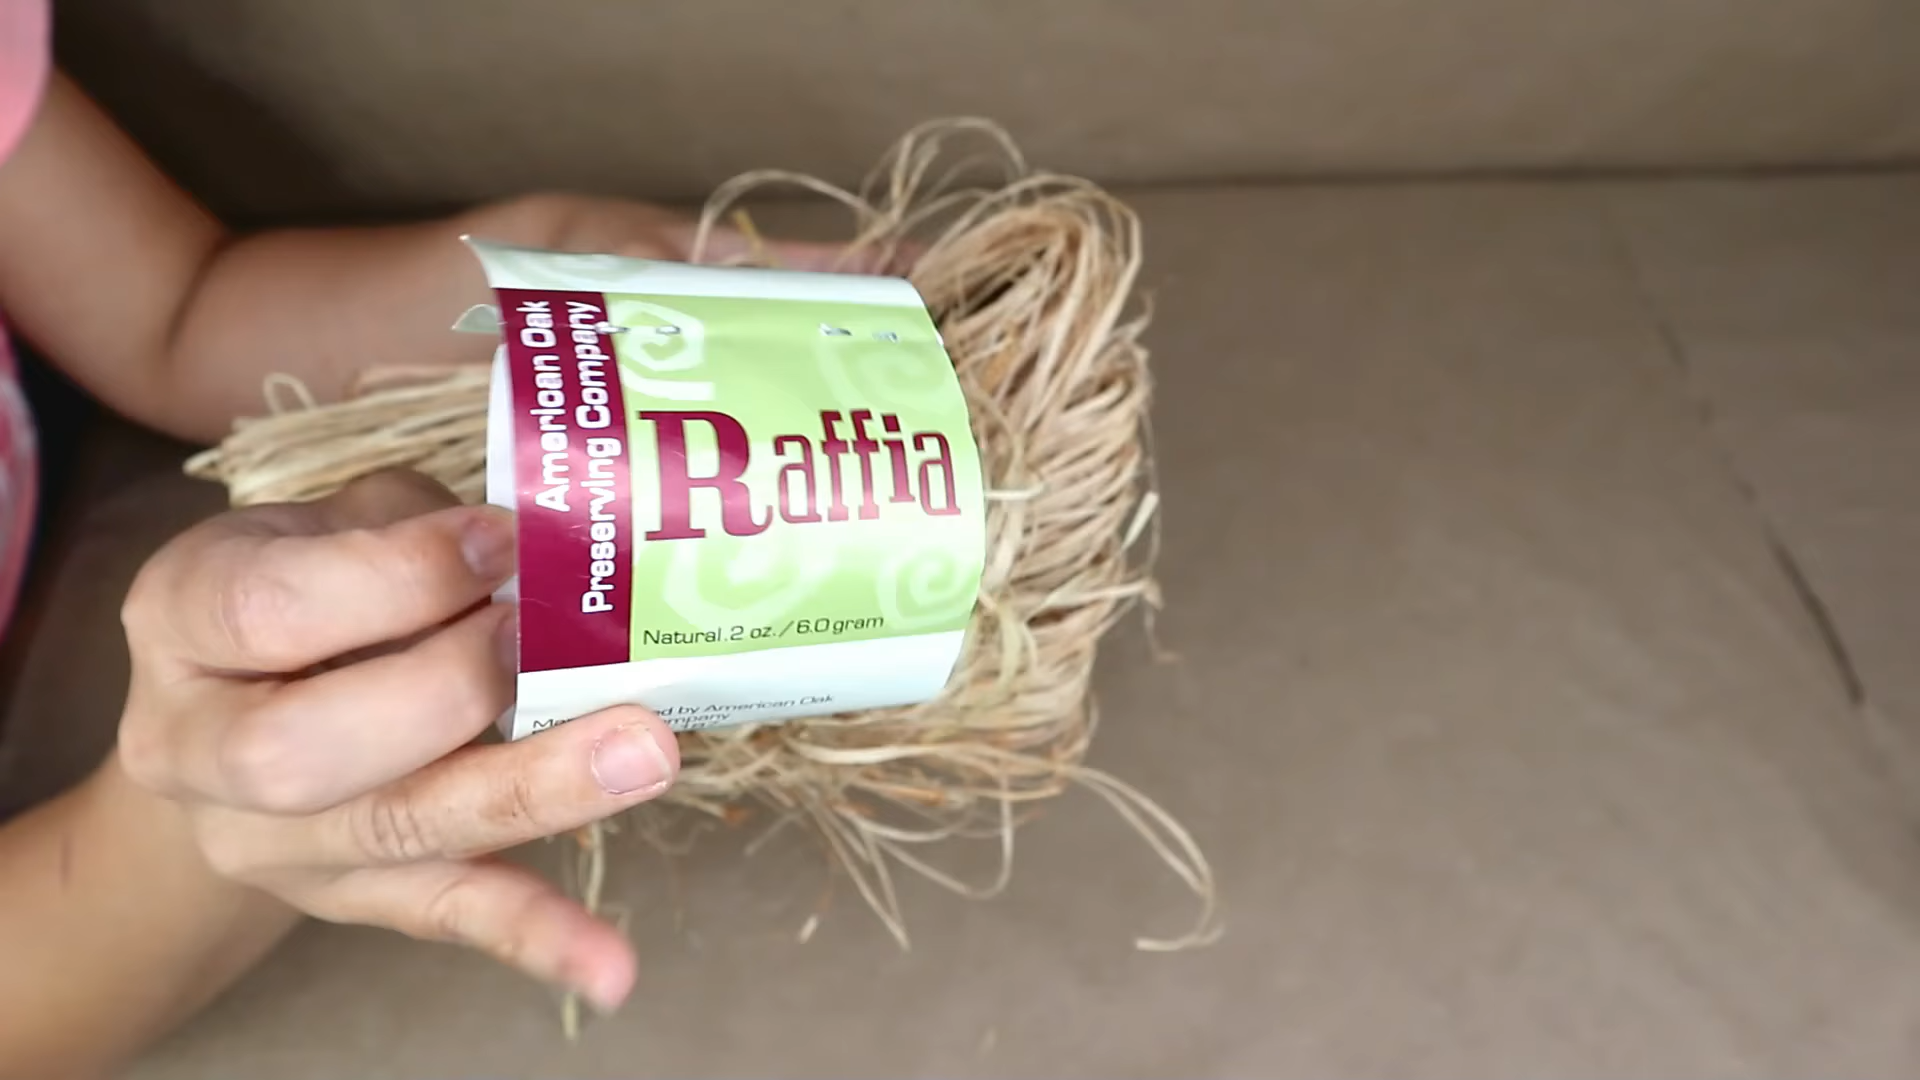 American Oak
Preserving Company
Raffia
Natural .2 oz. / 6.0 gram
by American Oak